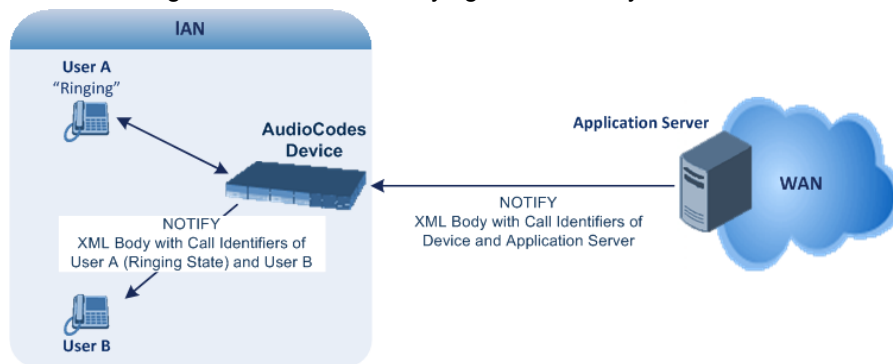 lAN
User A
“Ringing”
AudioCodes
Device
Application Server
WAN
NOTIFY
XML Body with Call Identifiers of
Device and Application Server
NOTIFY
XML Body with Call Identifiers of
User A (Ringing State) and User B
User B